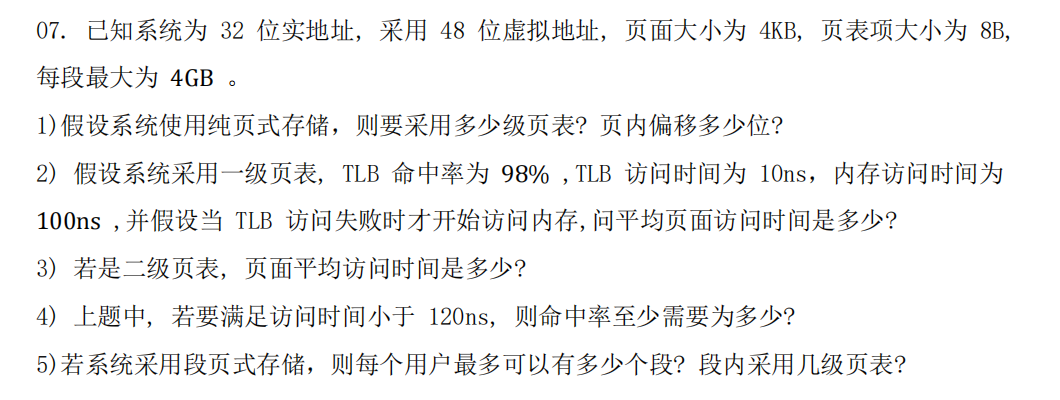 07. 已知系统为 32 位实地址, 采用 48 位虚拟地址, 页面大小为 4KB, 页表项大小为 8B,
每段最大为 4GB 。
1)假设系统使用纯页式存储，则要采用多少级页表? 页内偏移多少位?
2) 假设系统采用一级页表, TLB 命中率为 98% ,TLB 访问时间为 10ns，内存访问时间为
100ns ,并假设当 TLB 访问失败时才开始访问内存,问平均页面访问时间是多少?
3) 若是二级页表, 页面平均访问时间是多少?
4) 上题中, 若要满足访问时间小于 120ns, 则命中率至少需要为多少?
5)若系统采用段页式存储，则每个用户最多可以有多少个段? 段内采用几级页表?